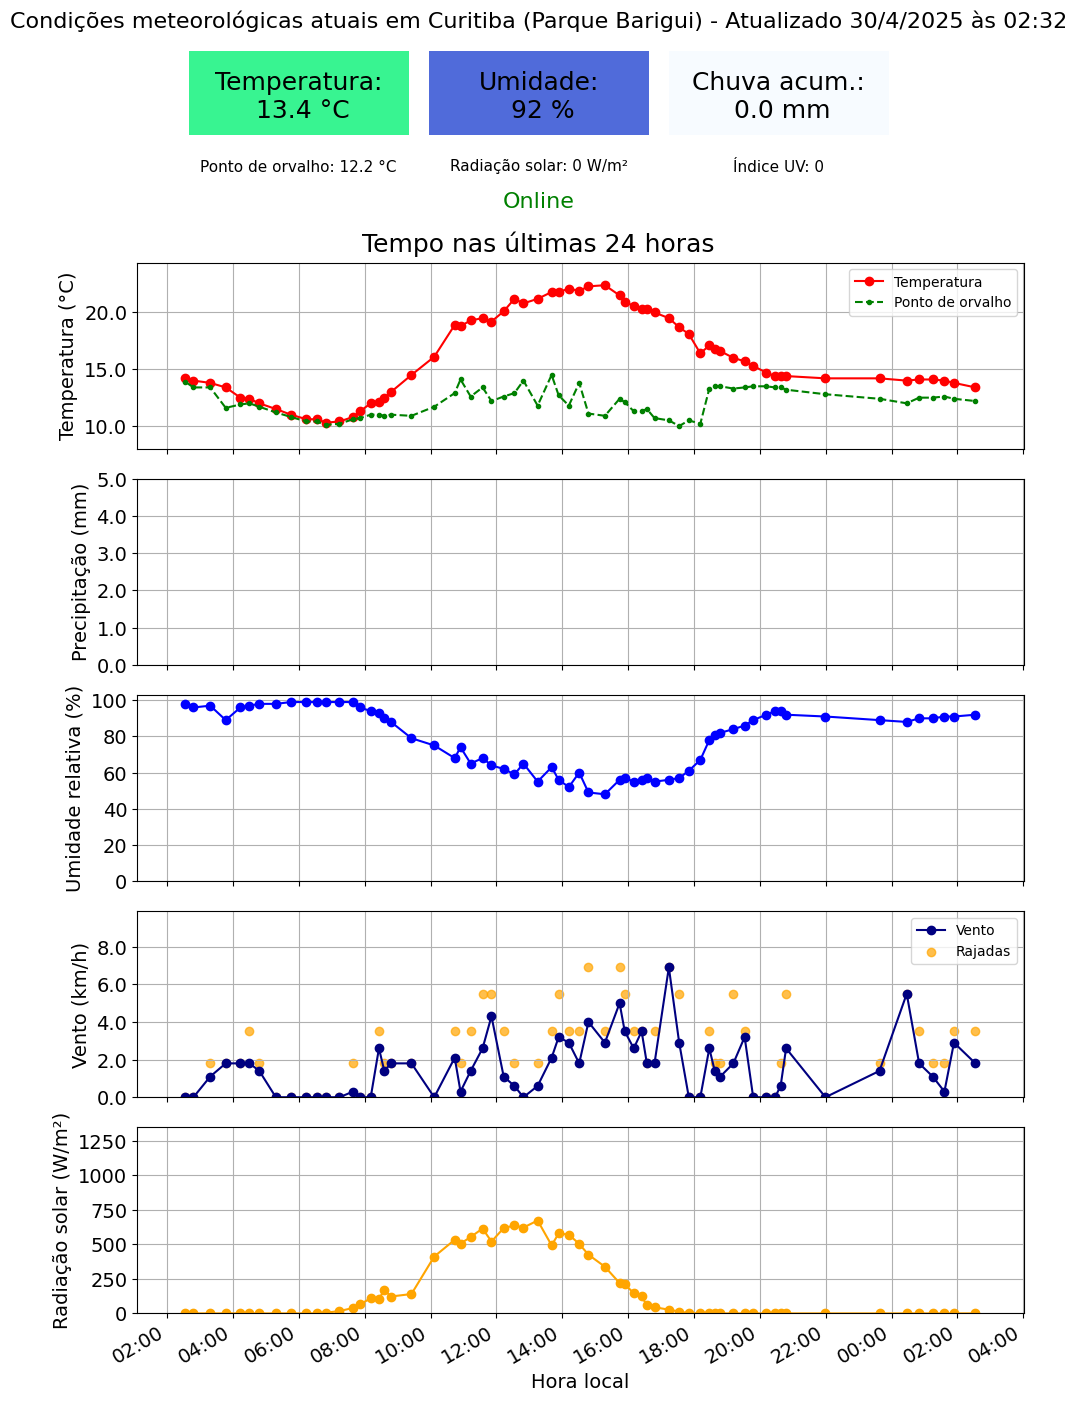 Condições meteorológicas atuais em Curitiba (Parque Barigui) - Atualizado 30/4/2025 às 02:32
Temperatura:
13.4 °C
Umidade:
92 %
Chuva acum.:
0.0 mm
Ponto de orvalho: 12.2 °C
Radiação solar: 0 W/m²
Índice UV: 0
Online
Tempo nas últimas 24 horas
Temperatura (°C)
20.0
15.0
10.0
Temperatura
Ponto de orvalho
Precipitação (mm)
5.0
4.0
3.0
2.0
1.0
0.0
Umidade relativa (%)
100
80
60
40
20
0
Vento (km/h)
8.0
6.0
4.0
2.0
0.0
Vento
Rajadas
Radiação solar (W/m²)
1250
1000
750
500
250
0
02:00
04:00
06:00
08:00
10:00
12:00
14:00
16:00
18:00
20:00
22:00
00:00
02:00
04:00
Hora local